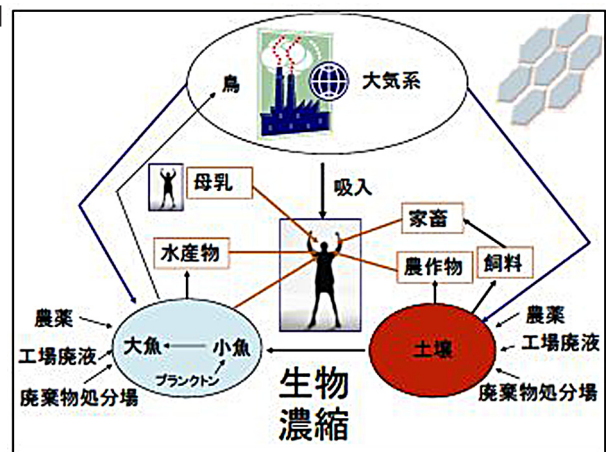 鳥
大気系
母乳
吸入
家畜
水産物
農作物
飼料
農薬
工場廃液
廃棄物処分場
大魚
小魚
プランクトン
土壌
農薬
工場廃液
廃棄物処分場
生物
濃縮